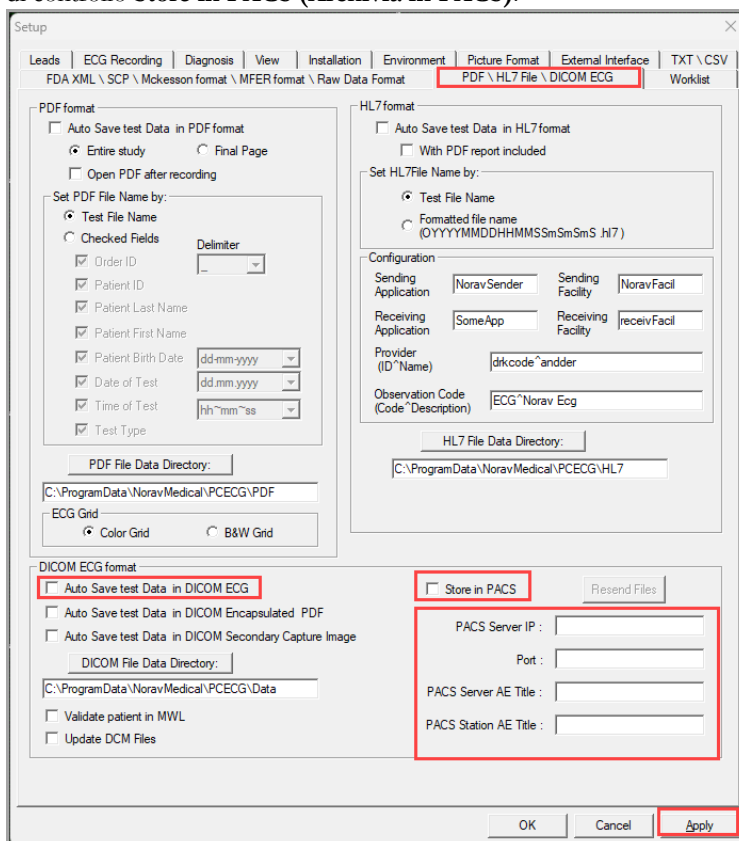 di controllo Store in PACS (Archivia in PACS).
Setup
Leads ECG Recording Diagnosis View Installation Environment Picture Format External Interface TXT \ CSV
FDA XML \ SCP \ Mckesson format \ MFER format \ Raw Data Format PDF \ HL7 File \ DICOM ECG Worklist
PDF format
Auto Save test Data in PDF format
Entire study Final Page
Open PDF after recording
Set PDF File Name by:
Test File Name
Checked Fields Delimiter
Order ID _
Patient ID
Patient Last Name
Patient First Name
Patient Birth Date dd-mm-yyyy
Date of Test dd.mm.yyyy
Time of Test hh~mm~ss
Test Type
PDF File Data Directory:
C:\ProgramData\NoravMedical\PCECG\PDF
ECG Grid
Color Grid B&W Grid
HL7 format
Auto Save test Data in HL7 format
With PDF report included
Set HL7File Name by:
Test File Name
Formatted file name
(OYYYYMMDDHHMMSSmSmSmS .hl7 )
Configuration
Sending Application NoravSender Sending Facility NoravFacil
Receiving Application SomeApp Receiving Facility receivFacil
Provider (ID^Name) drkcode^andder
Observation Code (Code^Description) ECG^Norav Ecg
HL7 File Data Directory:
C:\ProgramData\NoravMedical\PCECG\HL7
DICOM ECG format
Auto Save test Data in DICOM ECG
Auto Save test Data in DICOM Encapsulated PDF
Auto Save test Data in DICOM Secondary Capture Image
DICOM File Data Directory:
C:\ProgramData\NoravMedical\PCECG\Data
Validate patient in MWL
Update DCM Files
Store in PACS Resend Files
PACS Server IP :
Port :
PACS Server AE Title :
PACS Station AE Title :
OK Cancel Apply